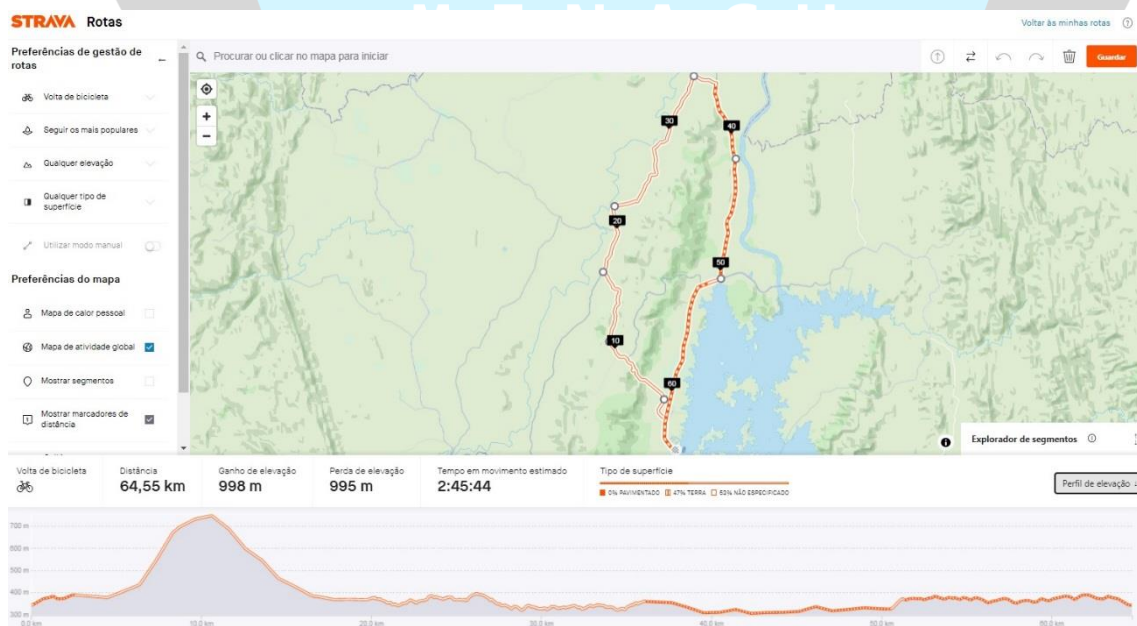 STRAVA Rotas
Voltar às minhas rotas
Preferências de gestão de
rotas
Procurar ou clicar no mapa para iniciar
Guardar
Volta de bicicleta
Seguir os mais populares
Qualquer elevação
Qualquer tipo de
superfície
Utilizar modo manual
Preferências do mapa
Mapa de calor pessoal
Mapa de atividade global
Mostrar segmentos
Mostrar marcadores de
distância
30
40
20
50
10
60
Explorador de segmentos
Volta de bicicleta
Distância
64,55 km
Ganho de elevação
998 m
Perda de elevação
995 m
Tempo em movimento estimado
2:45:44
Tipo de superfície
0% PAVIMENTADO 47% TERRA 53% NÃO ESPECIFICADO
Perfil de elevação
700 m
600 m
500 m
400 m
300 m
0.0 km 10.0 km 20.0 km 30.0 km 40.0 km 50.0 km 60.0 km